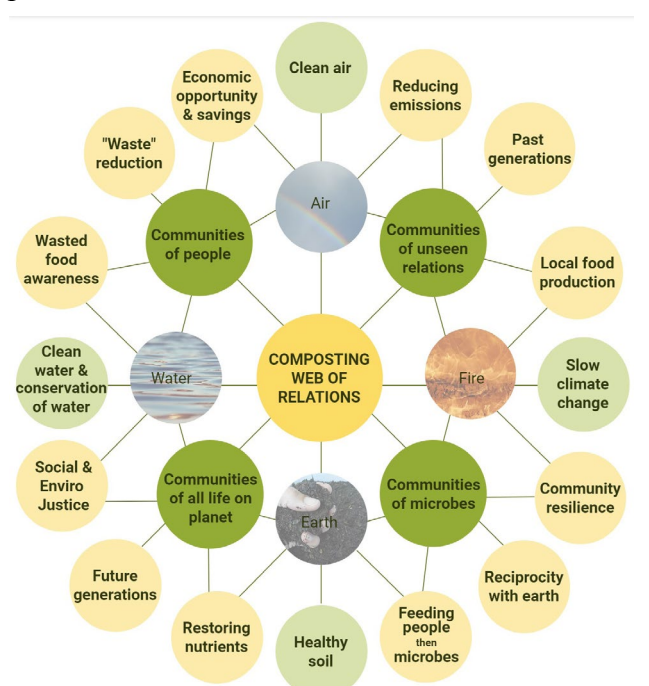 Clean air
Economic
opportunity
& savings
Reducing
emissions
"Waste"
reduction
Past
generations
Air
Communities
of people
Communities
of unseen
relations
Wasted
food
awareness
Local food
production
Clean
water &
conservation
of water
Water
COMPOSTING
WEB OF
RELATIONS
Fire
Slow
climate
change
Social &
Enviro
Justice
Communities
of all life on
planet
Earth
Communities
of microbes
Community
resilience
Future
generations
Reciprocity
with earth
Restoring
nutrients
Healthy
soil
Feeding
people
then
microbes